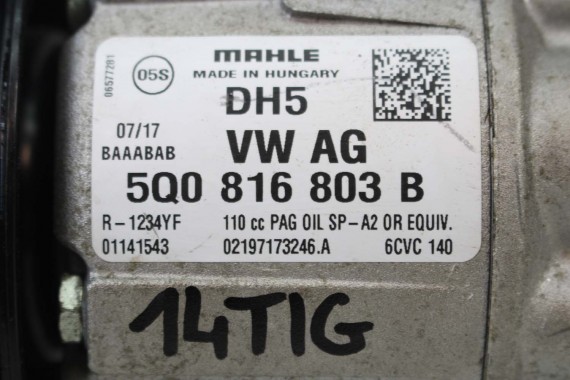 06577281
05S
MAHLE
MADE IN HUNGARY
DH5
07/17
BAAABAB
VW AG
5Q0 816 803 B
R-1234YF 110 cc PAG OIL SP-A2 OR EQUIV.
01141543 02197173246.A 6CVC 140
14TIG